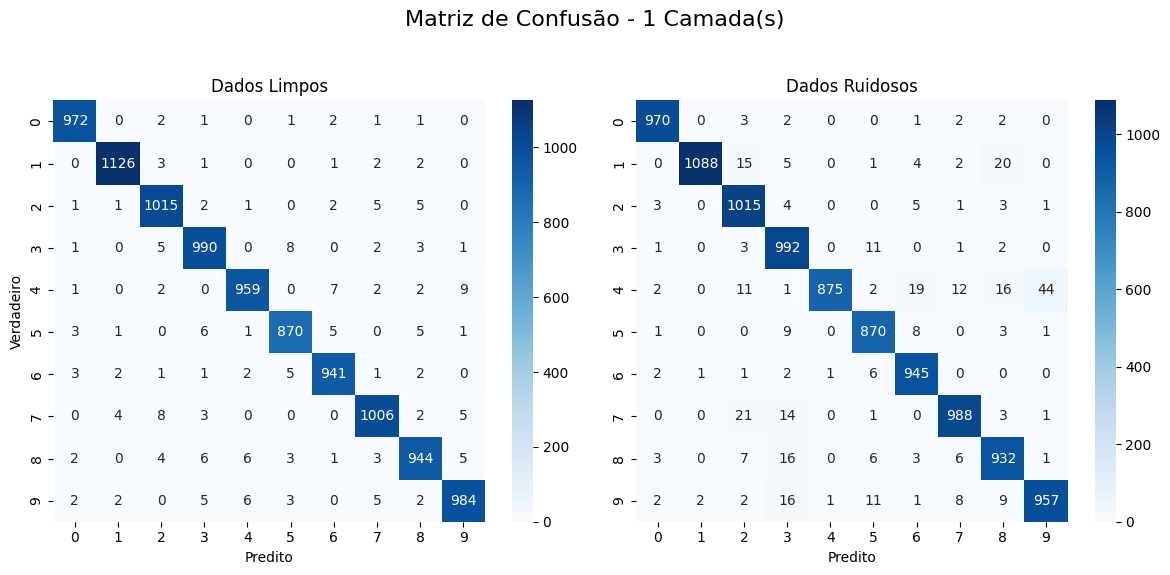 Matriz de Confusão - 1 Camada(s)
Dados Limpos
Verdadeiro
0 972 0 2 1 0 1 2 1 1 0
1 0 1126 3 1 0 0 1 2 2 0
2 1 1 1015 2 1 0 2 5 5 0
3 1 0 5 990 0 8 0 2 3 1
4 1 0 2 0 959 0 7 2 2 9
5 3 1 0 6 1 870 5 0 5 1
6 3 2 1 1 2 5 941 1 2 0
7 0 4 8 3 0 0 0 1006 2 5
8 2 0 4 6 6 3 1 3 944 5
9 2 2 0 5 6 3 0 5 2 984
0 1 2 3 4 5 6 7 8 9
Predito
1000
800
600
400
200
0
Dados Ruidosos
0 970 0 3 2 0 0 1 2 2 0
1 0 1088 15 5 0 1 4 2 20 0
2 3 0 1015 4 0 0 5 1 3 1
3 1 0 3 992 0 11 0 1 2 0
4 2 0 11 1 875 2 19 12 16 44
5 1 0 0 9 0 870 8 0 3 1
6 2 1 1 2 1 6 945 0 0 0
7 0 0 21 14 0 1 0 988 3 1
8 3 0 7 16 0 6 3 6 932 1
9 2 2 2 16 1 11 1 8 9 957
0 1 2 3 4 5 6 7 8 9
Predito
1000
800
600
400
200
0